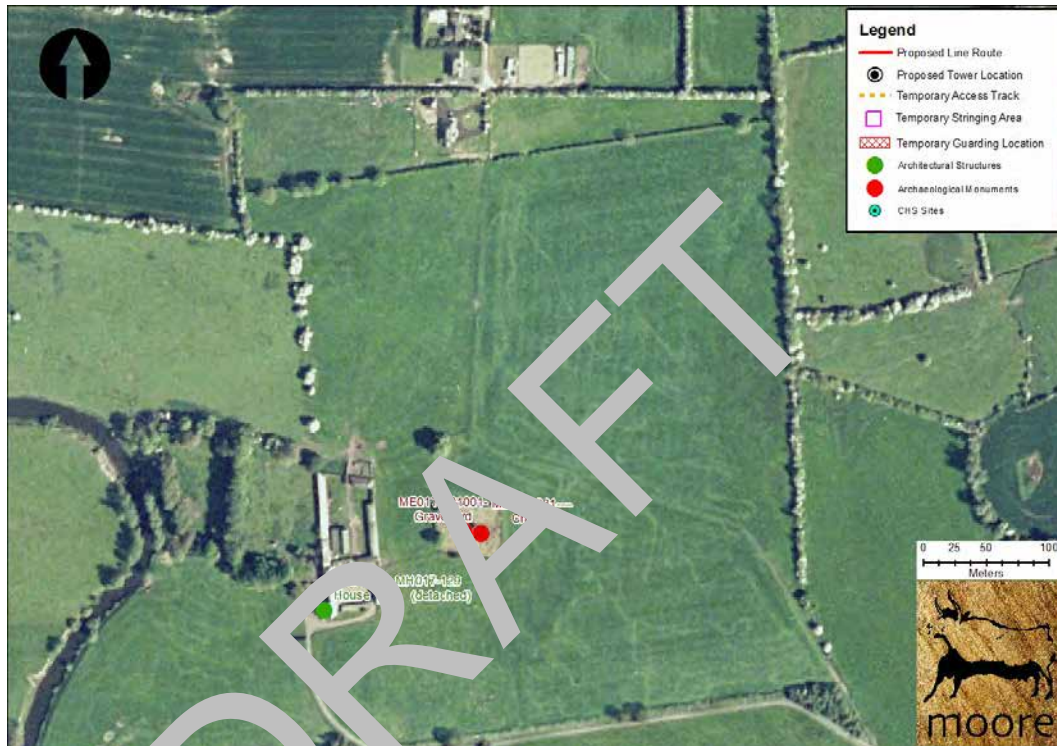 Legend
Proposed Line Route
Proposed Tower Location
Temporary Access Track
Temporary Stringing Area
Temporary Guarding Location
Architectural Structures
Archaeological Monuments
CHS Sites
MH017-129
House (detached)
0 25 50 100
Meters
moore
DRAFT